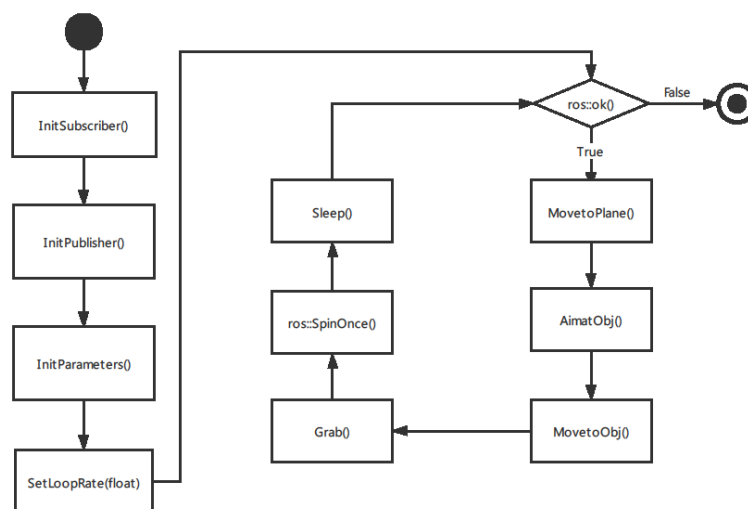 InitSubscriber()
InitPublisher()
InitParameters()
SetLoopRate(float)
ros::ok()
False
True
MovetoPlane()
AimatObj()
MovetoObj()
Grab()
ros::SpinOnce()
Sleep()